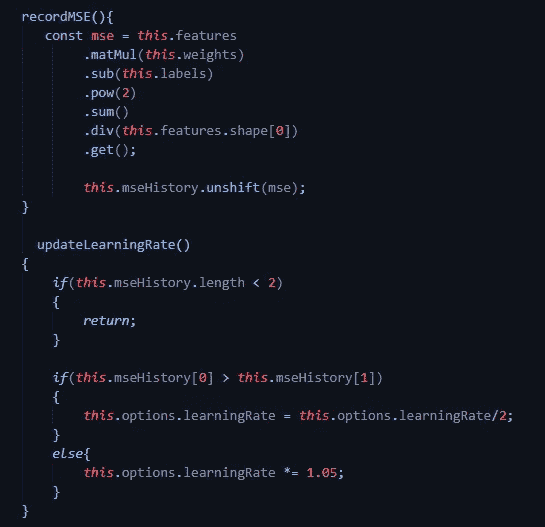 recordMSE(){
const mse = this.features
.matMul(this.weights)
.sub(this.labels)
.pow(2)
.sum()
.div(this.features.shape[0])
.get();
this.mseHistory.unshift(mse);
}
updateLearningRate()
{
if(this.mseHistory.length < 2)
{
return;
}
if(this.mseHistory[0] > this.mseHistory[1])
{
this.options.learningRate = this.options.learningRate/2;
}
else{
this.options.learningRate *= 1.05;
}
}